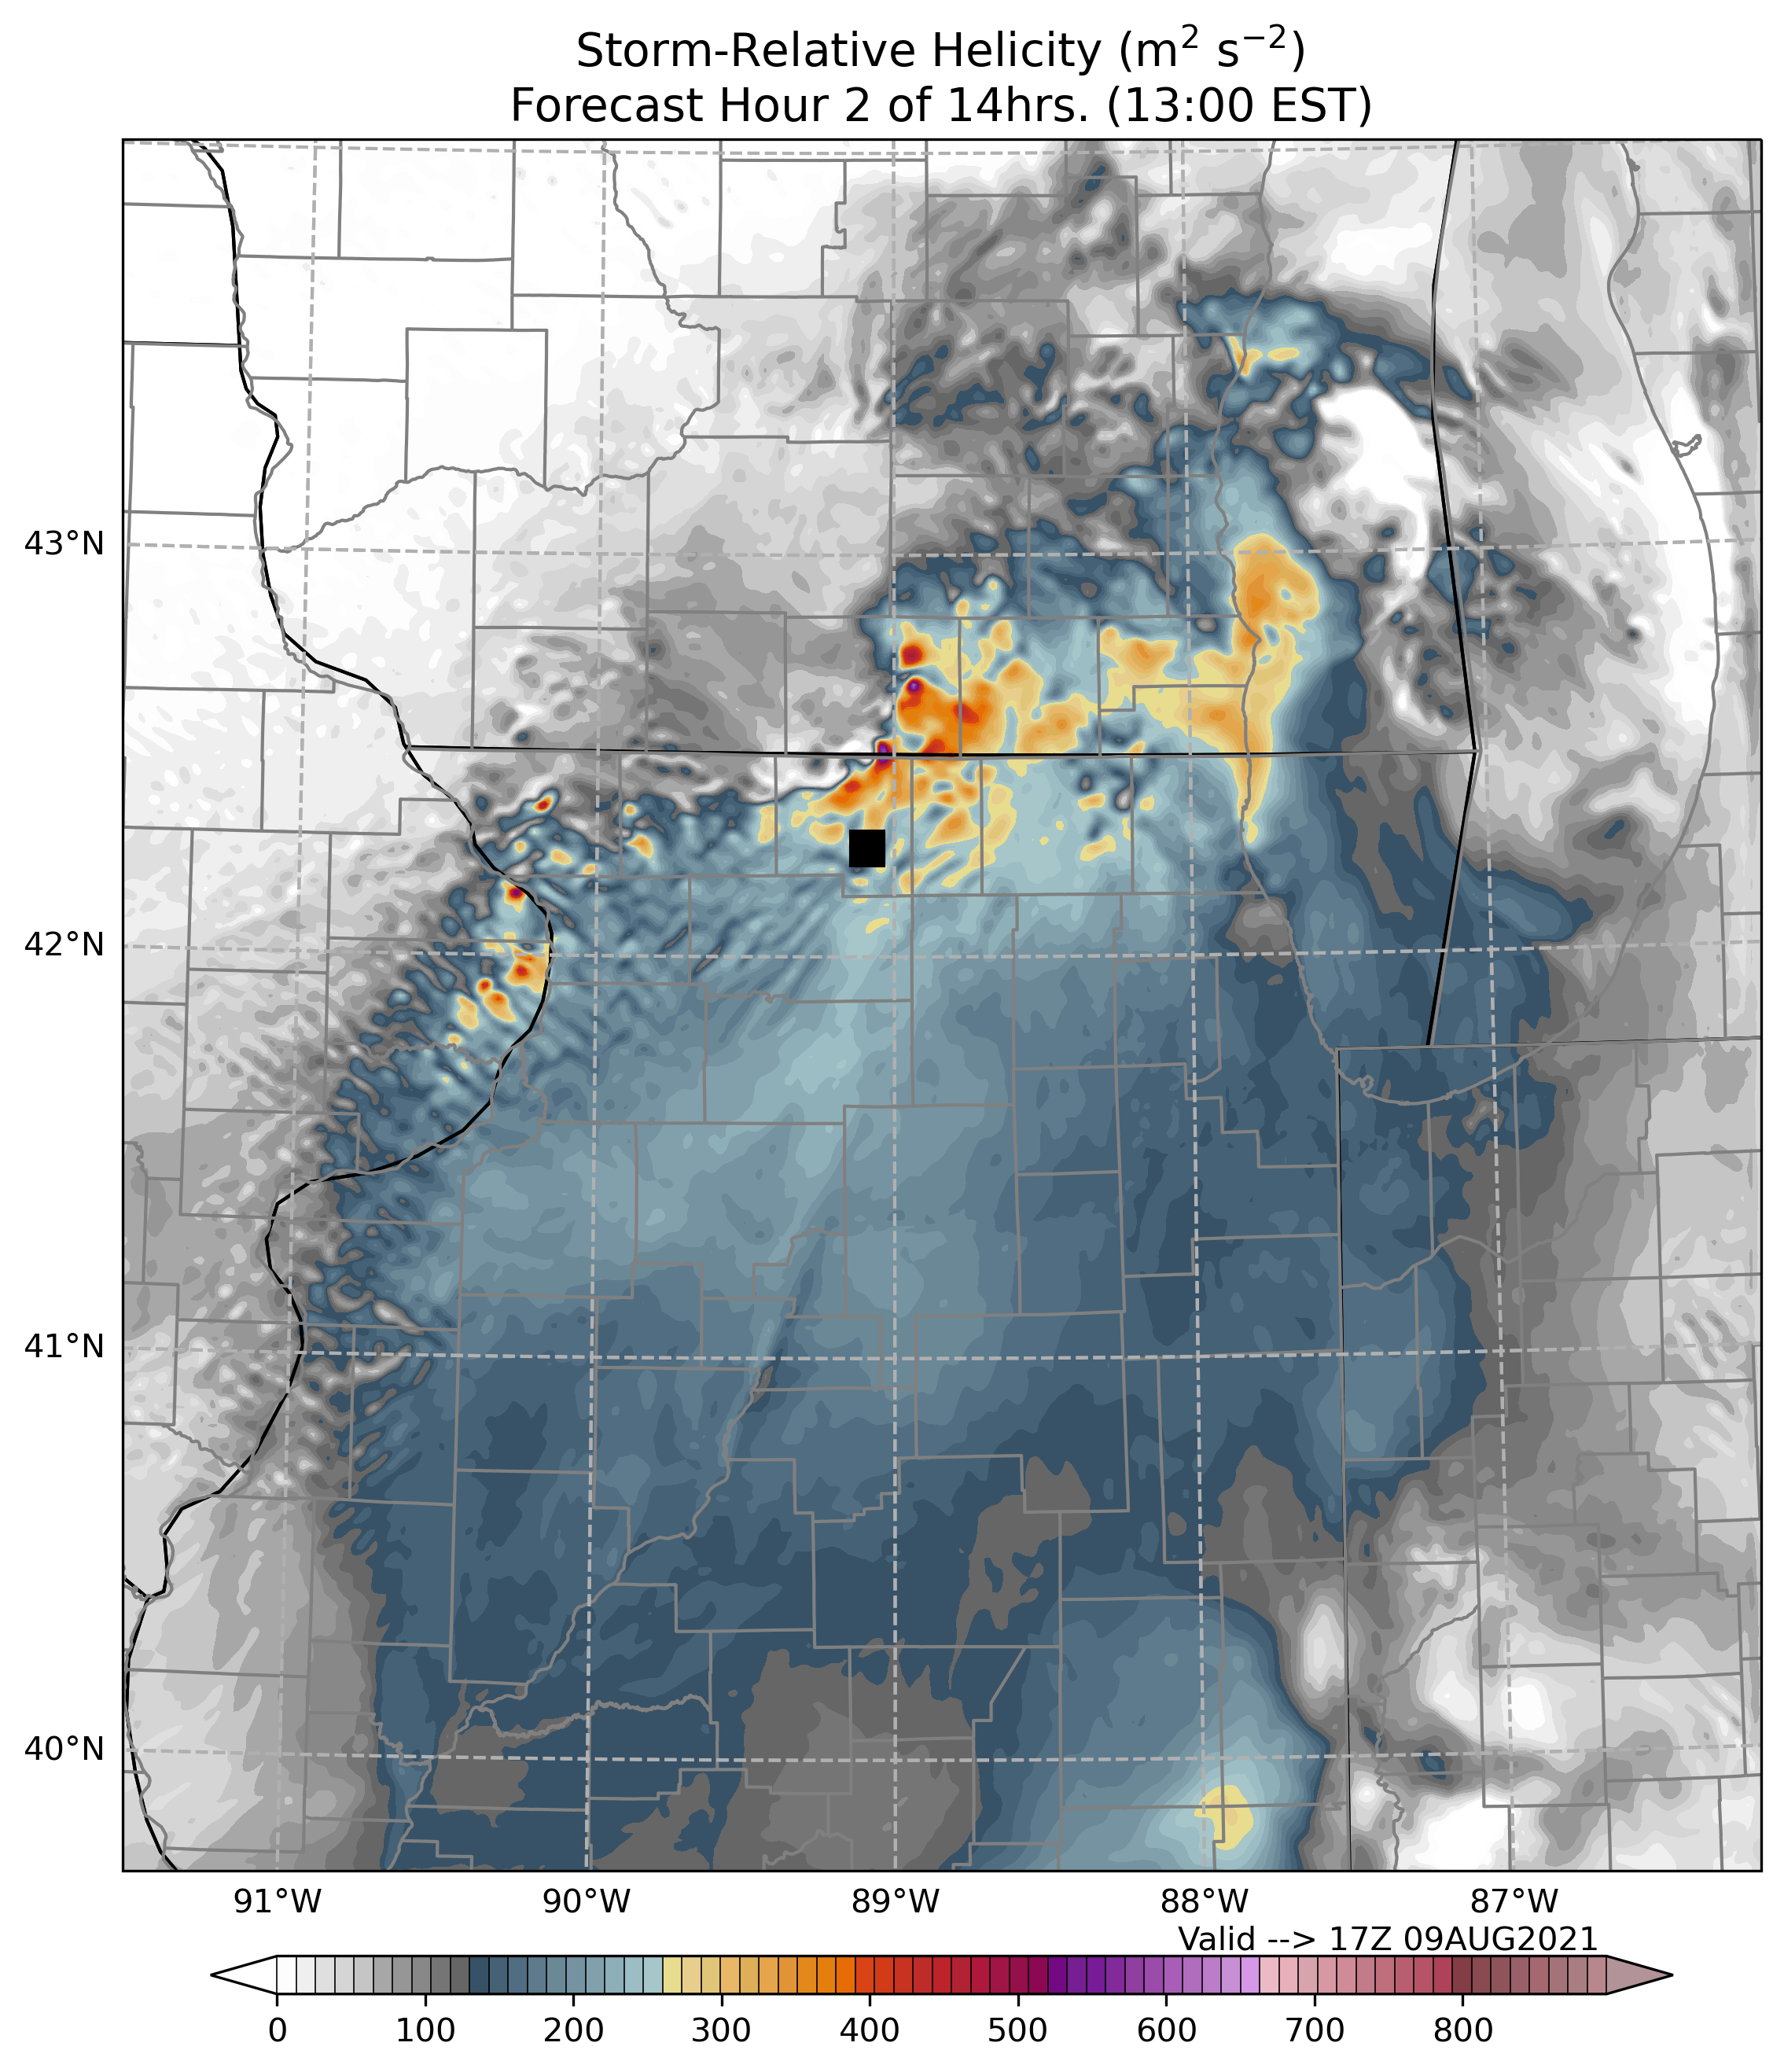 Storm-Relative Helicity (m² s⁻²)
Forecast Hour 2 of 14hrs. (13:00 EST)
43°N
42°N
41°N
40°N
91°W 90°W 89°W 88°W 87°W
Valid --> 17Z 09AUG2021
0 100 200 300 400 500 600 700 800